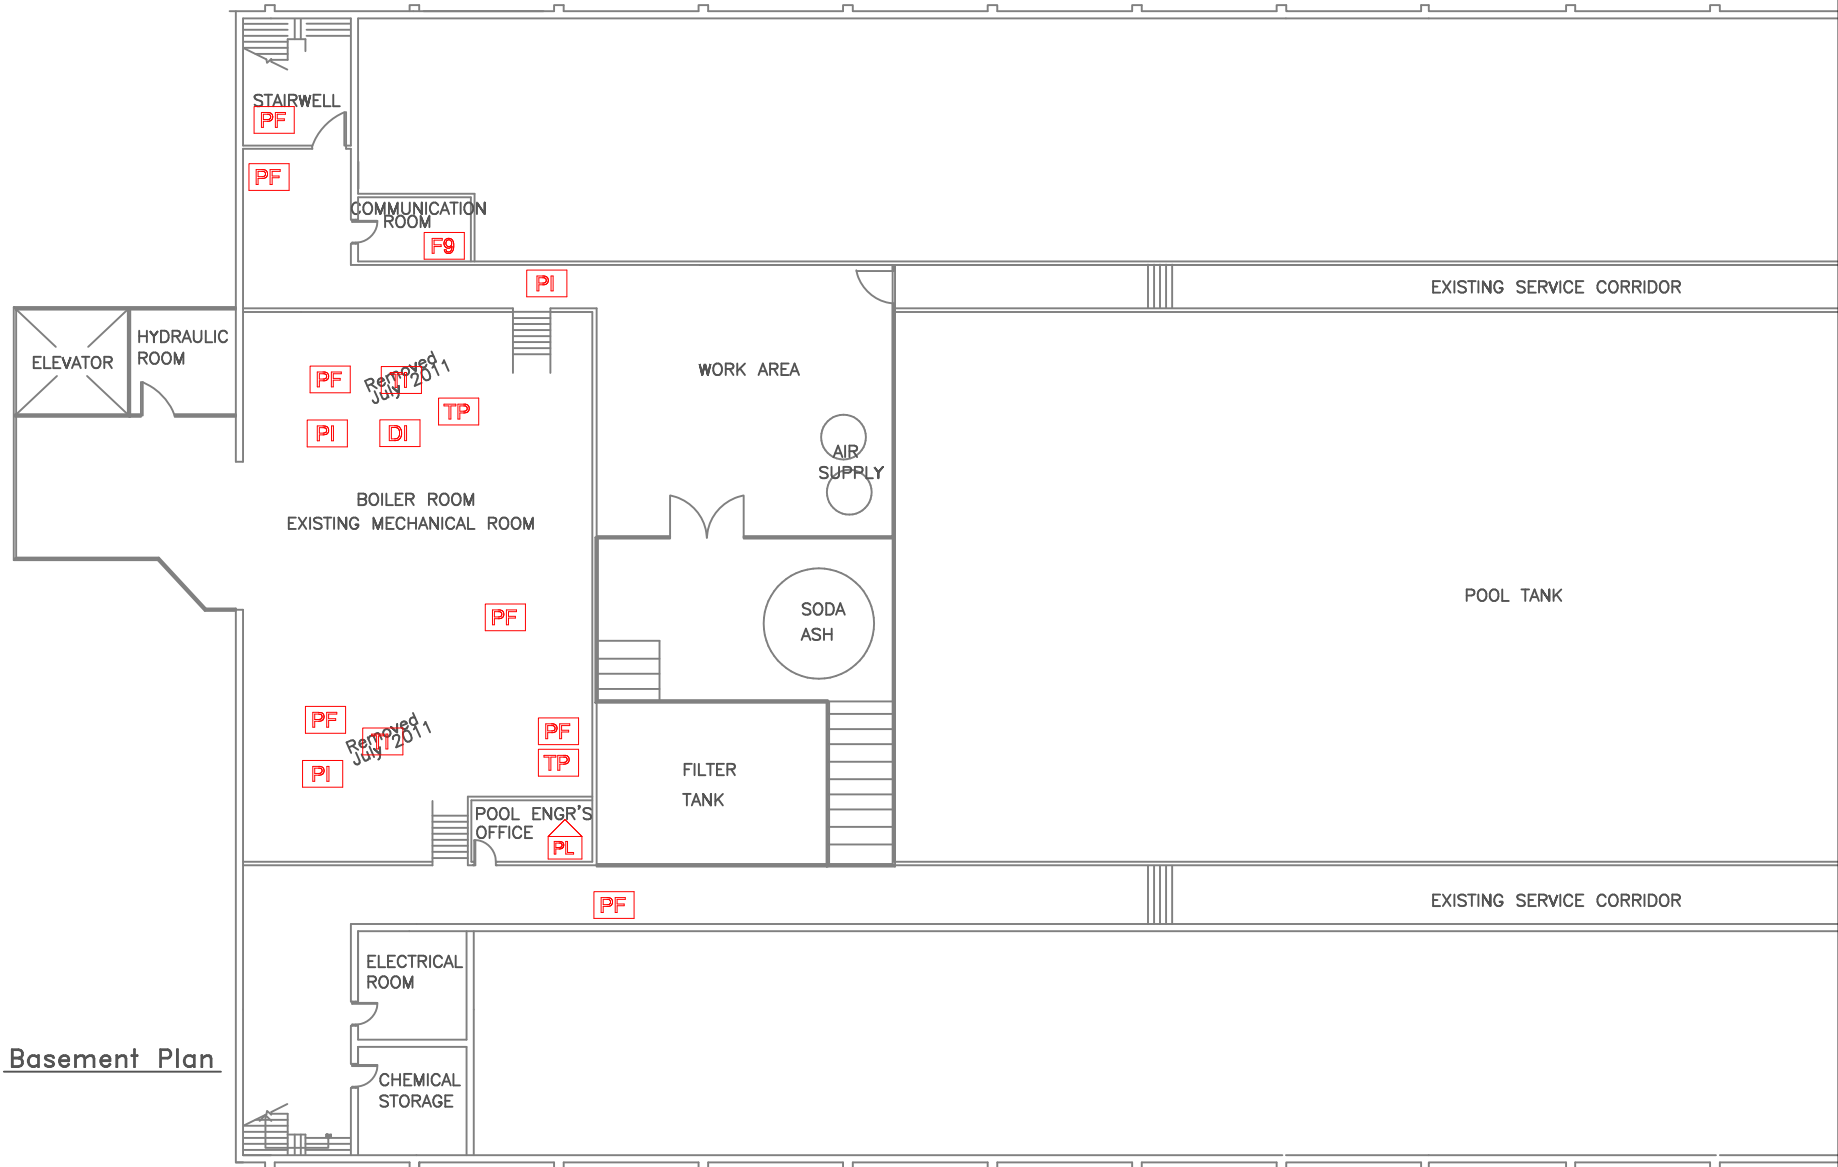 STAIRWELL
PF
PF
COMMUNICATION
ROOM
F9
PI
EXISTING SERVICE CORRIDOR
HYDRAULIC
ROOM
ELEVATOR
PF
Removed
July 2011
TT
TP
PI
DI
WORK AREA
AIR
SUPPLY
BOILER ROOM
EXISTING MECHANICAL ROOM
POOL TANK
SODA
ASH
PF
PF
Removed
July 2011
TT
PF
TP
PI
FILTER
TANK
POOL ENGR'S
OFFICE
PL
PF
EXISTING SERVICE CORRIDOR
ELECTRICAL
ROOM
Basement Plan
CHEMICAL
STORAGE